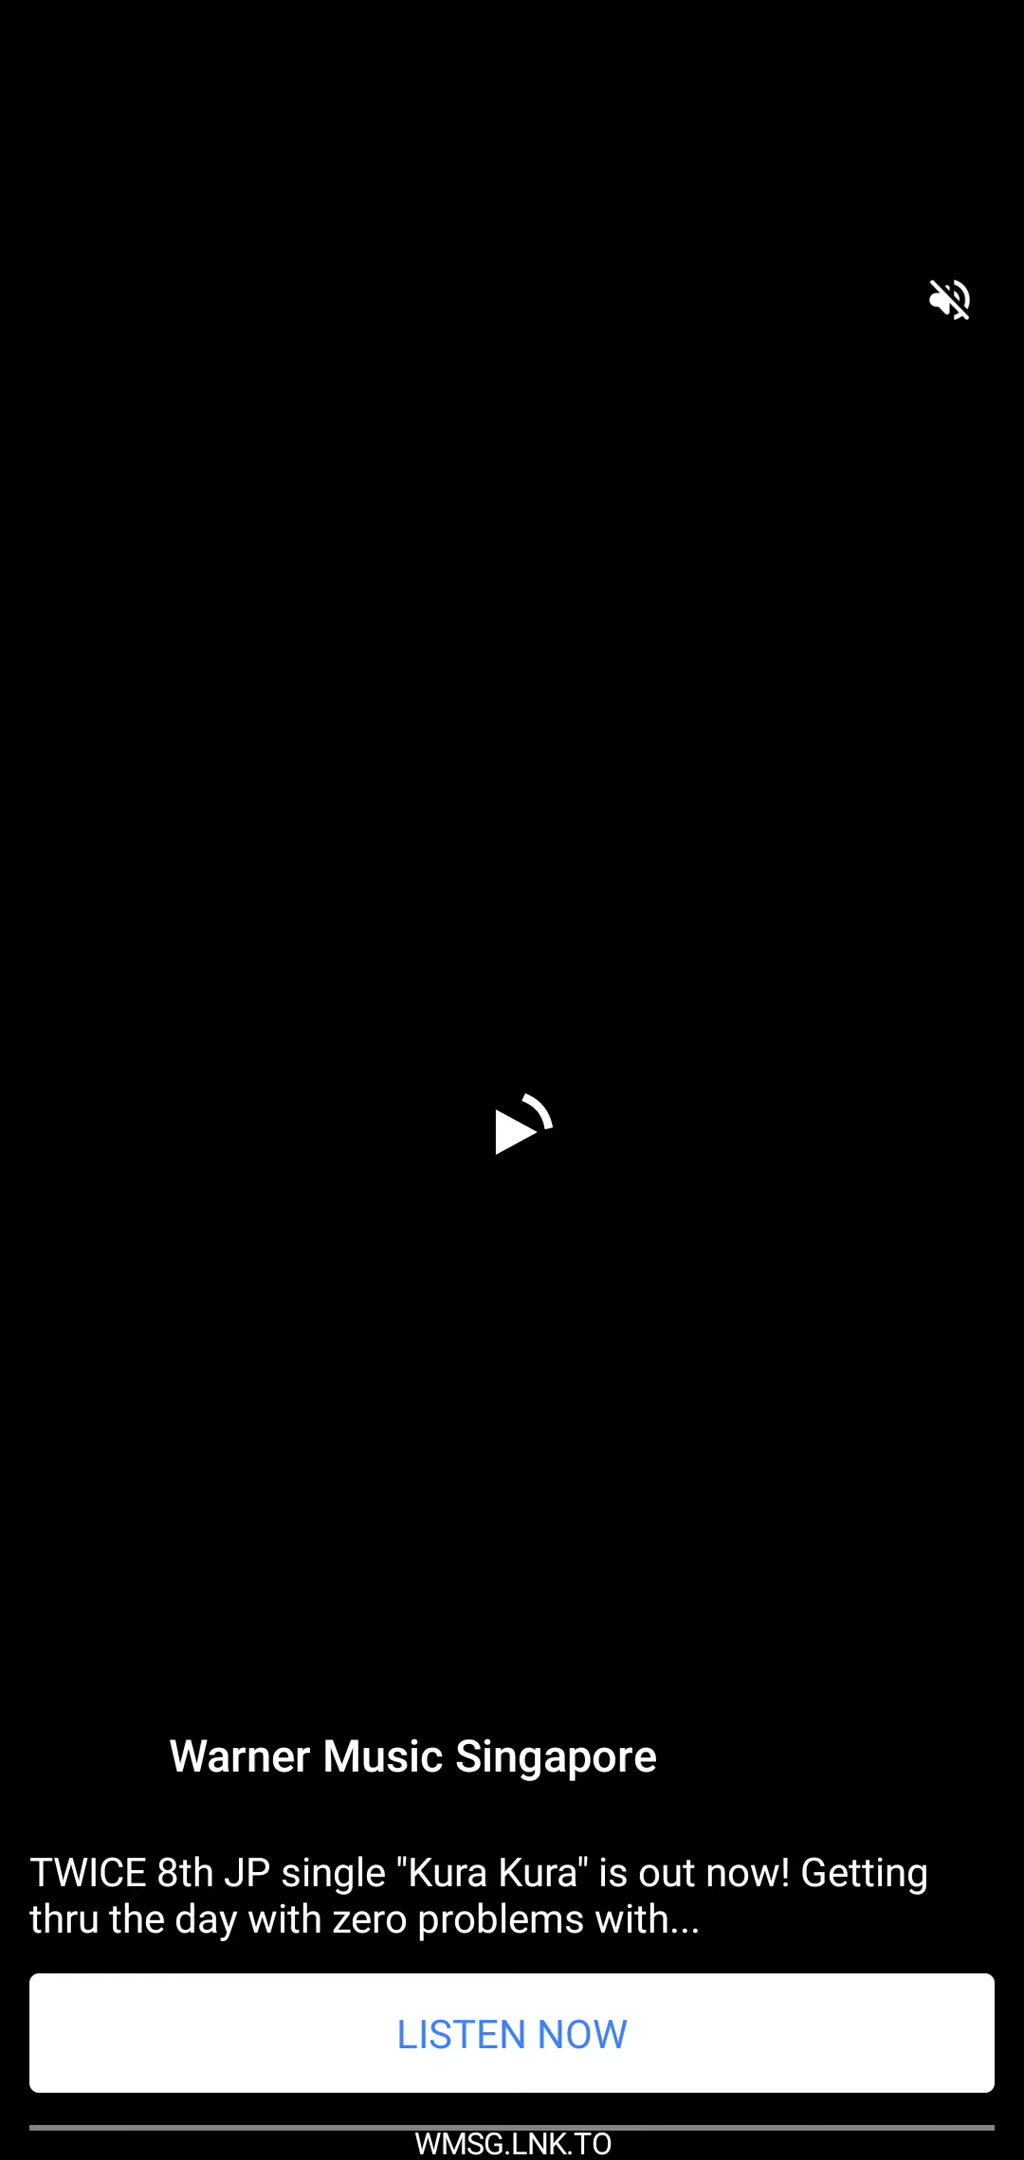 Warner Music Singapore
TWICE 8th JP single "Kura Kura" is out now! Getting
thru the day with zero problems with...
LISTEN NOW
WMSG.LNK.TO